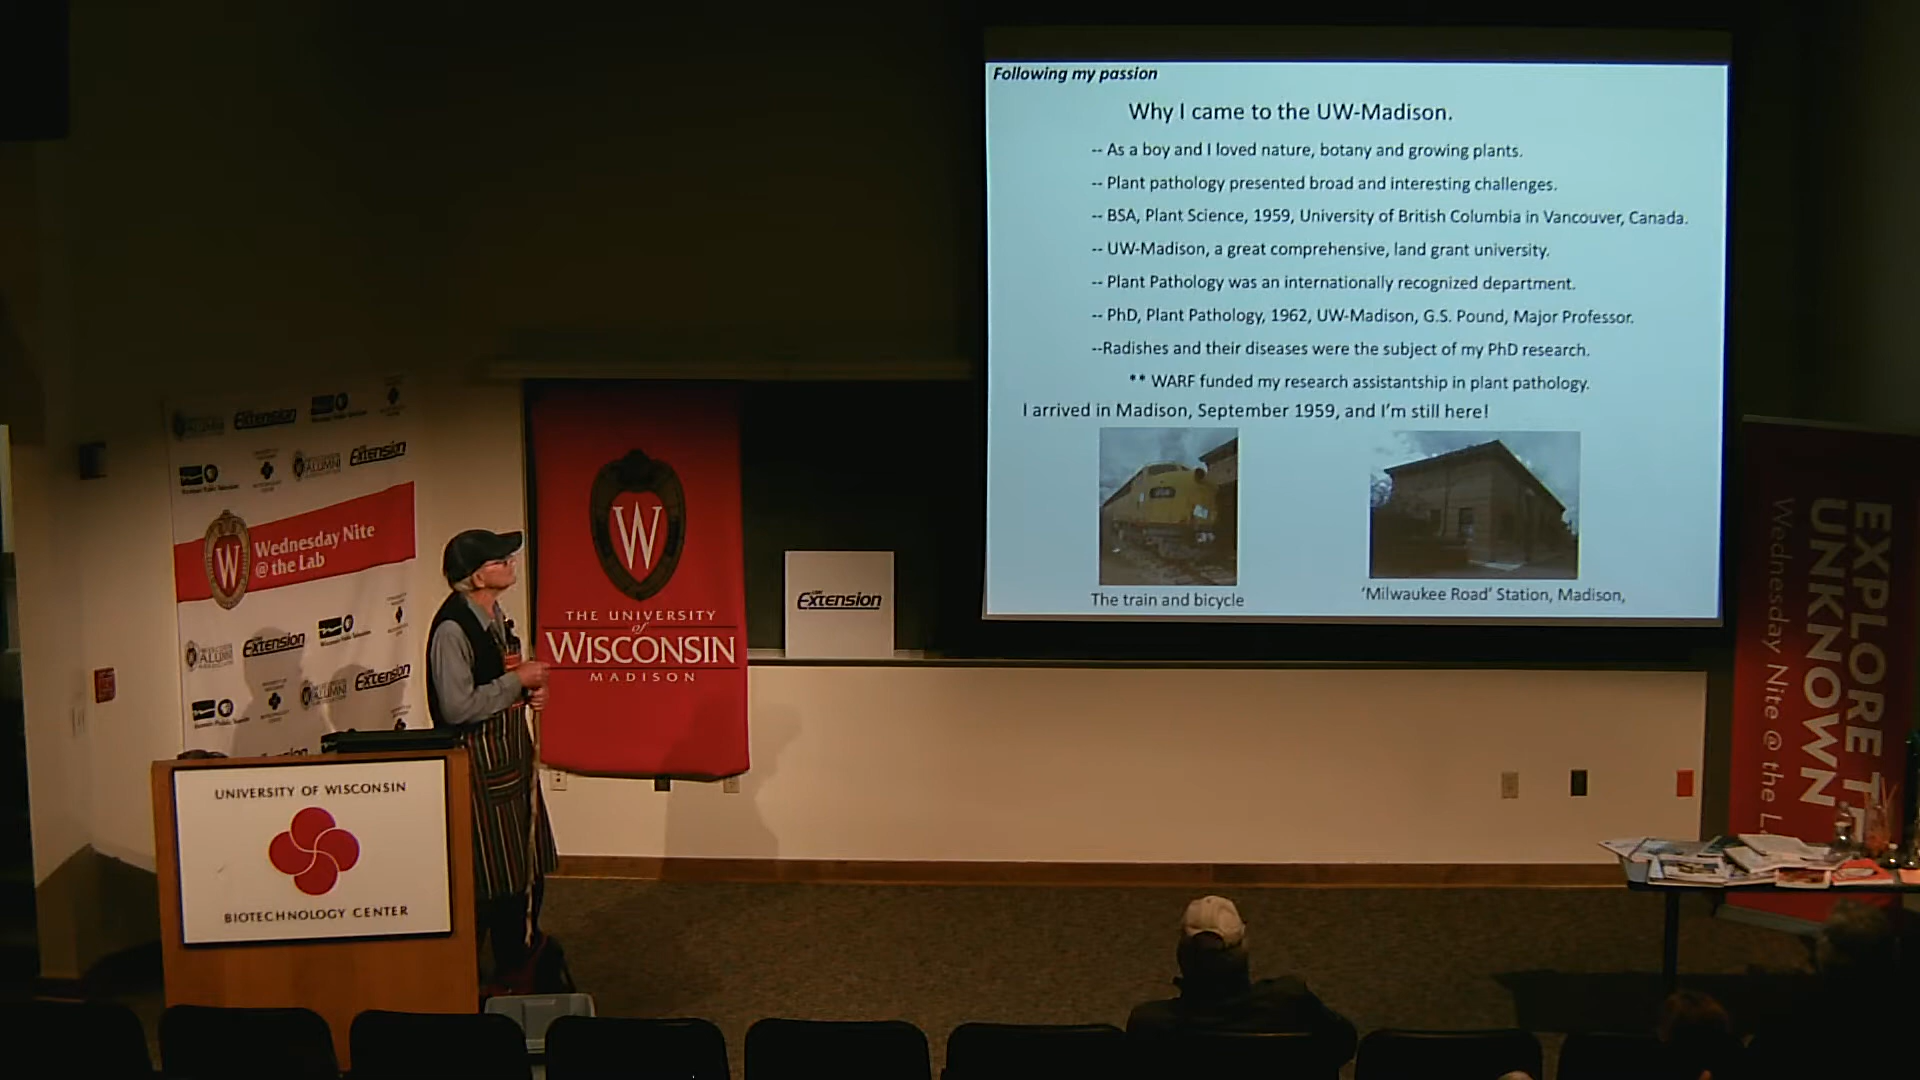 Following my passion
Why I came to the UW-Madison.
-- As a boy and I loved nature, botany and growing plants.
-- Plant pathology presented broad and interesting challenges.
-- BSA, Plant Science, 1959, University of British Columbia in Vancouver, Canada.
-- UW-Madison, a great comprehensive, land grant university.
-- Plant Pathology was an internationally recognized department.
-- PhD, Plant Pathology, 1962, UW-Madison, G.S. Pound, Major Professor.
--Radishes and their diseases were the subject of my PhD research.
** WARF funded my research assistantship in plant pathology.
I arrived in Madison, September 1959, and I'm still here!
The train and bicycle
'Milwaukee Road' Station, Madison,
Extension
Extension
ALUMNI
W
Wednesday Nite
@ the Lab
ALUMNI
Extension
ALUMNI
Extension
W
THE UNIVERSITY
of
WISCONSIN
MADISON
Extension
UNIVERSITY OF WISCONSIN
BIOTECHNOLOGY CENTER
EXPLORE
UNKNOWN
Wednesday Nite @ the